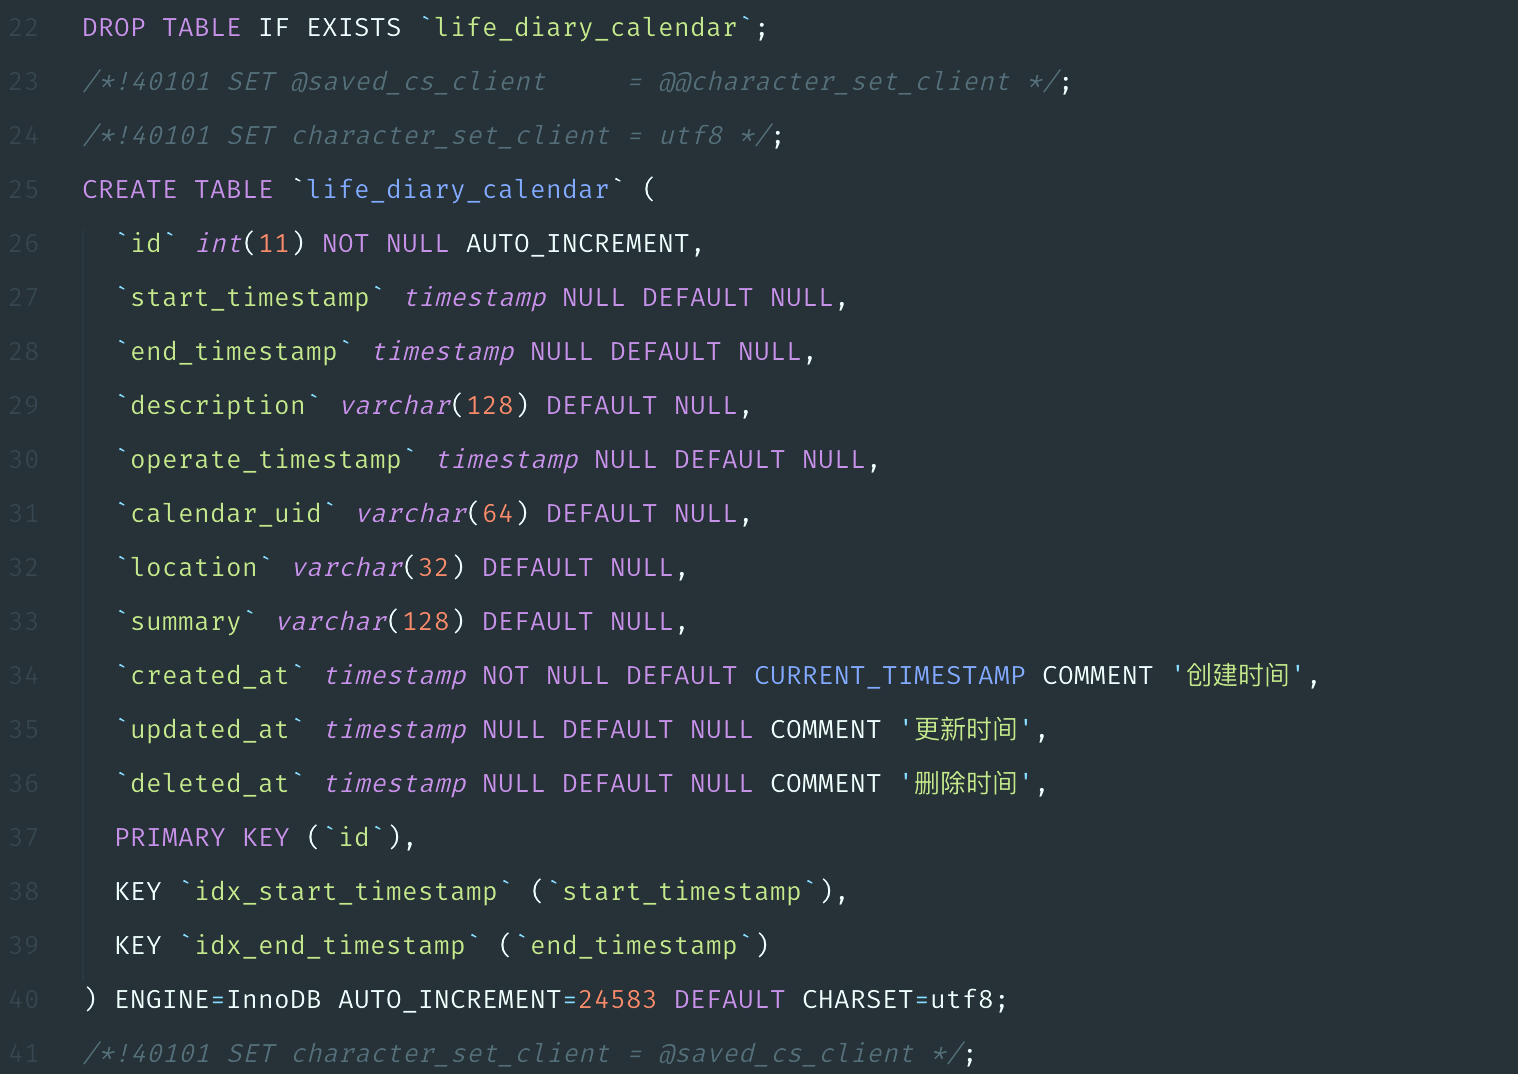 22 DROP TABLE IF EXISTS `life_diary_calendar`;
23 /*!40101 SET @saved_cs_client     = @@character_set_client */;
24 /*!40101 SET character_set_client = utf8 */;
25 CREATE TABLE `life_diary_calendar` (
26   `id` int(11) NOT NULL AUTO_INCREMENT,
27   `start_timestamp` timestamp NULL DEFAULT NULL,
28   `end_timestamp` timestamp NULL DEFAULT NULL,
29   `description` varchar(128) DEFAULT NULL,
30   `operate_timestamp` timestamp NULL DEFAULT NULL,
31   `calendar_uid` varchar(64) DEFAULT NULL,
32   `location` varchar(32) DEFAULT NULL,
33   `summary` varchar(128) DEFAULT NULL,
34   `created_at` timestamp NOT NULL DEFAULT CURRENT_TIMESTAMP COMMENT '创建时间',
35   `updated_at` timestamp NULL DEFAULT NULL COMMENT '更新时间',
36   `deleted_at` timestamp NULL DEFAULT NULL COMMENT '删除时间',
37   PRIMARY KEY (`id`),
38   KEY `idx_start_timestamp` (`start_timestamp`),
39   KEY `idx_end_timestamp` (`end_timestamp`)
40 ) ENGINE=InnoDB AUTO_INCREMENT=24583 DEFAULT CHARSET=utf8;
41 /*!40101 SET character_set_client = @saved_cs_client */;